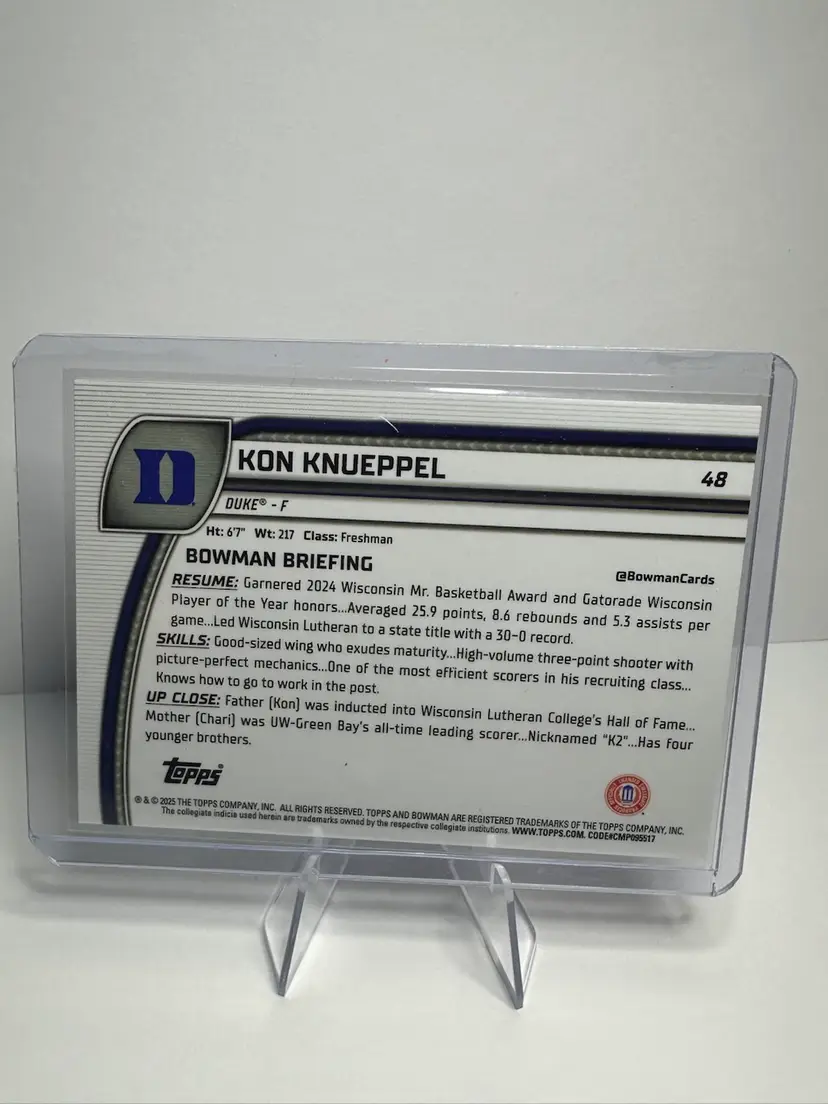 D
KON KNUEPPEL
48
DUKE® - F
Ht: 6'7" Wt: 217 Class: Freshman
BOWMAN BRIEFING
@BowmanCards
RESUME: Garnered 2024 Wisconsin Mr. Basketball Award and Gatorade Wisconsin
Player of the Year honors...Averaged 25.9 points, 8.6 rebounds and 5.3 assists per
game...Led Wisconsin Lutheran to a state title with a 30-0 record.
SKILLS: Good-sized wing who exudes maturity...High-volume three-point shooter with
picture-perfect mechanics...One of the most efficient scorers in his recruiting class...
Knows how to go to work in the post.
UP CLOSE: Father (Kon) was inducted into Wisconsin Lutheran College's Hall of Fame...
Mother (Chari) was UW-Green Bay's all-time leading scorer...Nicknamed "K2"...Has four
younger brothers.
topps®
® & © 2025 THE TOPPS COMPANY, INC. ALL RIGHTS RESERVED. TOPPS AND BOWMAN ARE REGISTERED TRADEMARKS OF THE TOPPS COMPANY, INC.
The collegiate indicia used herein are trademarks owned by the respective collegiate institutions. WWW.TOPPS.COM. CODE#CMP095517